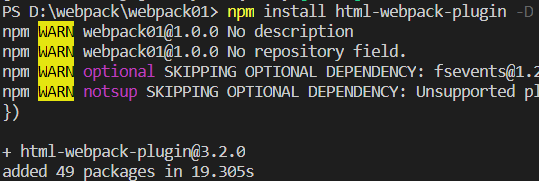 PS D:\webpack\webpack01> npm install html-webpack-plugin -D
npm WARN webpack01@1.0.0 No description
npm WARN webpack01@1.0.0 No repository field.
npm WARN optional SKIPPING OPTIONAL DEPENDENCY: fsevents@1.2
npm WARN notsup SKIPPING OPTIONAL DEPENDENCY: Unsupported pl
})
+ html-webpack-plugin@3.2.0
added 49 packages in 19.305s